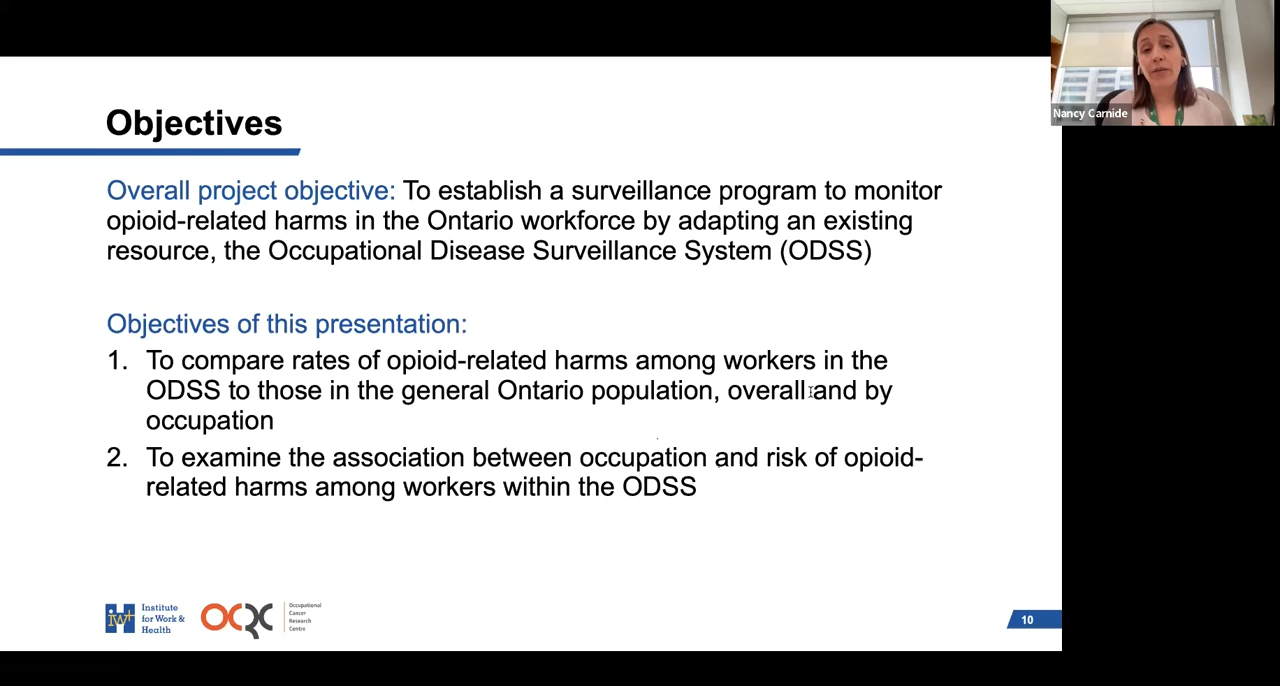 Objectives
Overall project objective: To establish a surveillance program to monitor
opioid-related harms in the Ontario workforce by adapting an existing
resource, the Occupational Disease Surveillance System (ODSS)
Objectives of this presentation:
1. To compare rates of opioid-related harms among workers in the
ODSS to those in the general Ontario population, overall and by
occupation
2. To examine the association between occupation and risk of opioid-
related harms among workers within the ODSS
iwh
Institute
for Work &
Health
OCRC
Occupational
Cancer
Research
Centre
10
Nancy Carnide